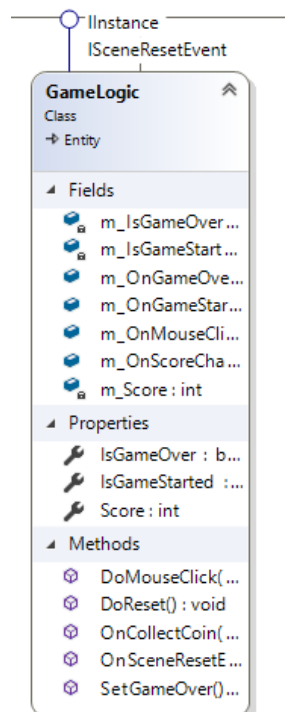 IInstance
ISceneResetEvent
GameLogic
Class
Entity
Fields
m_IsGameOver...
m_IsGameStart...
m_OnGameOve...
m_OnGameStar...
m_OnMouseCli...
m_OnScoreCha...
m_Score : int
Properties
IsGameOver : b...
IsGameStarted :...
Score : int
Methods
DoMouseClick(...
DoReset() : void
OnCollectCoin(...
OnSceneResetE...
SetGameOver()...